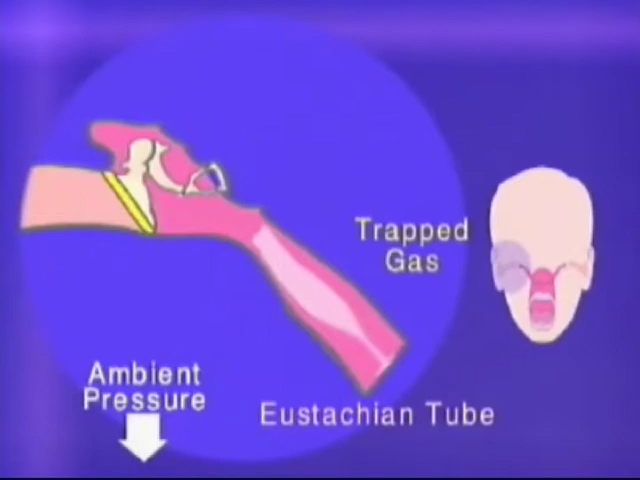 Trapped
Gas
Ambient
Pressure
Eustachian Tube